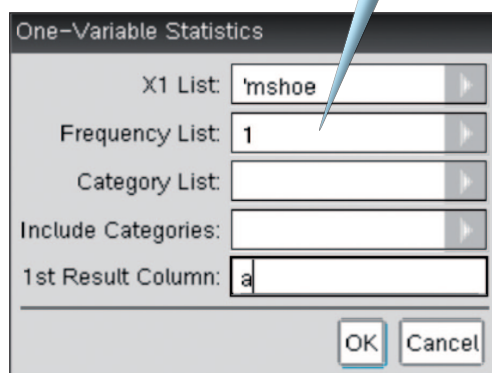 One-Variable Statistics
X1 List: 'mshoe
Frequency List: 1
Category List:
Include Categories:
1st Result Column: a
OK Cancel